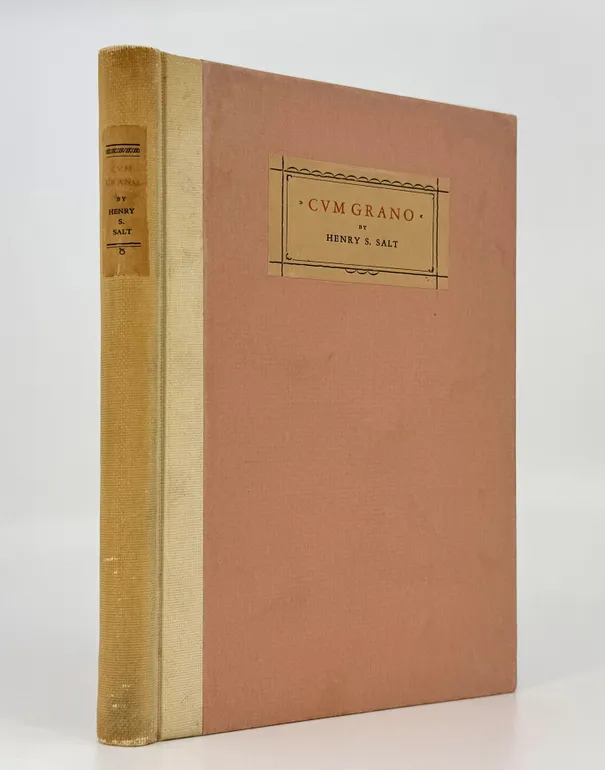 CVM
GRANO
BY
HENRY
S.
SALT
CVM GRANO
BY
HENRY S. SALT